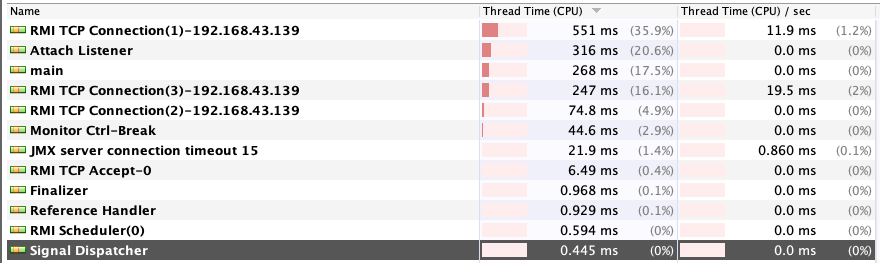 Name Thread Time (CPU) Thread Time (CPU) / sec
RMI TCP Connection(1)-192.168.43.139 551 ms (35.9%) 11.9 ms (1.2%)
Attach Listener 316 ms (20.6%) 0.0 ms (0%)
main 268 ms (17.5%) 0.0 ms (0%)
RMI TCP Connection(3)-192.168.43.139 247 ms (16.1%) 19.5 ms (2%)
RMI TCP Connection(2)-192.168.43.139 74.8 ms (4.9%) 0.0 ms (0%)
Monitor Ctrl-Break 44.6 ms (2.9%) 0.0 ms (0%)
JMX server connection timeout 15 21.9 ms (1.4%) 0.860 ms (0.1%)
RMI TCP Accept-0 6.49 ms (0.4%) 0.0 ms (0%)
Finalizer 0.968 ms (0.1%) 0.0 ms (0%)
Reference Handler 0.929 ms (0.1%) 0.0 ms (0%)
RMI Scheduler(0) 0.594 ms (0%) 0.0 ms (0%)
Signal Dispatcher 0.445 ms (0%) 0.0 ms (0%)